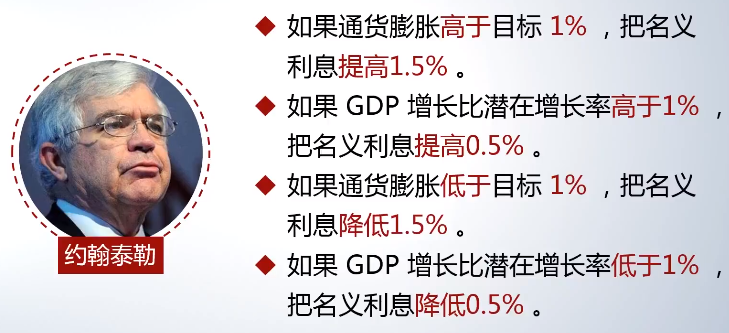 如果通货膨胀高于目标 1% ，把名义
利息提高1.5% 。
如果 GDP 增长比潜在增长率高于1% ，
把名义利息提高0.5% 。
如果通货膨胀低于目标 1% ，把名义
利息降低1.5% 。
如果 GDP 增长比潜在增长率低于1% ，
把名义利息降低0.5% 。
约翰泰勒